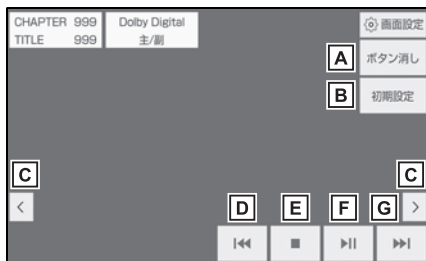 CHAPTER 999
TITLE 999
Dolby Digital
主/副
画面設定
A ボタン消し
B 初期設定
C
C
D
E
F
G